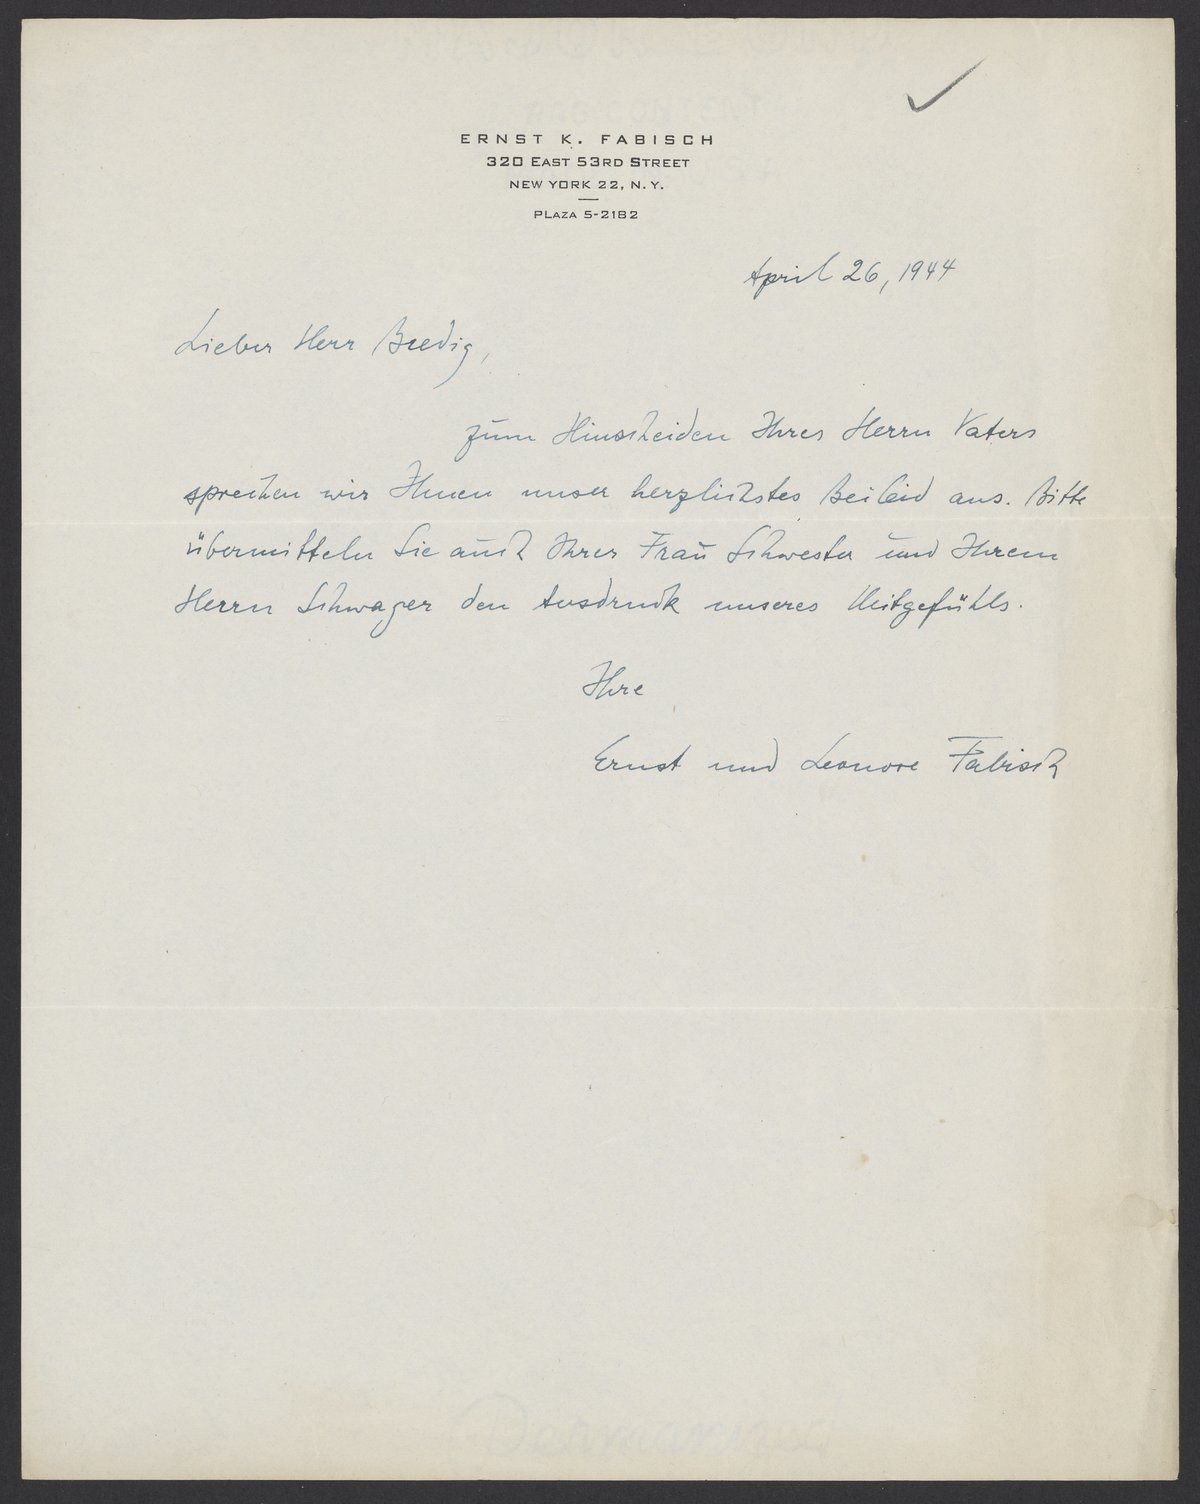 ERNST K. FABISCH
320 EAST 53RD STREET
NEW YORK 22, N.Y.
PLAZA 5-2182
April 26, 1944
Lieber Herr Bredig,
zum Hinscheiden Ihres Herrn Vaters
sprechen wir Ihnen unser herzlichstes Beileid aus. Bitte
übermitteln Sie auch Ihrer Frau Schwester und Ihrem
Herrn Schwager den Ausdruck unseres Mitgefühls.
Ihre
Ernst und Leonore Fabisch